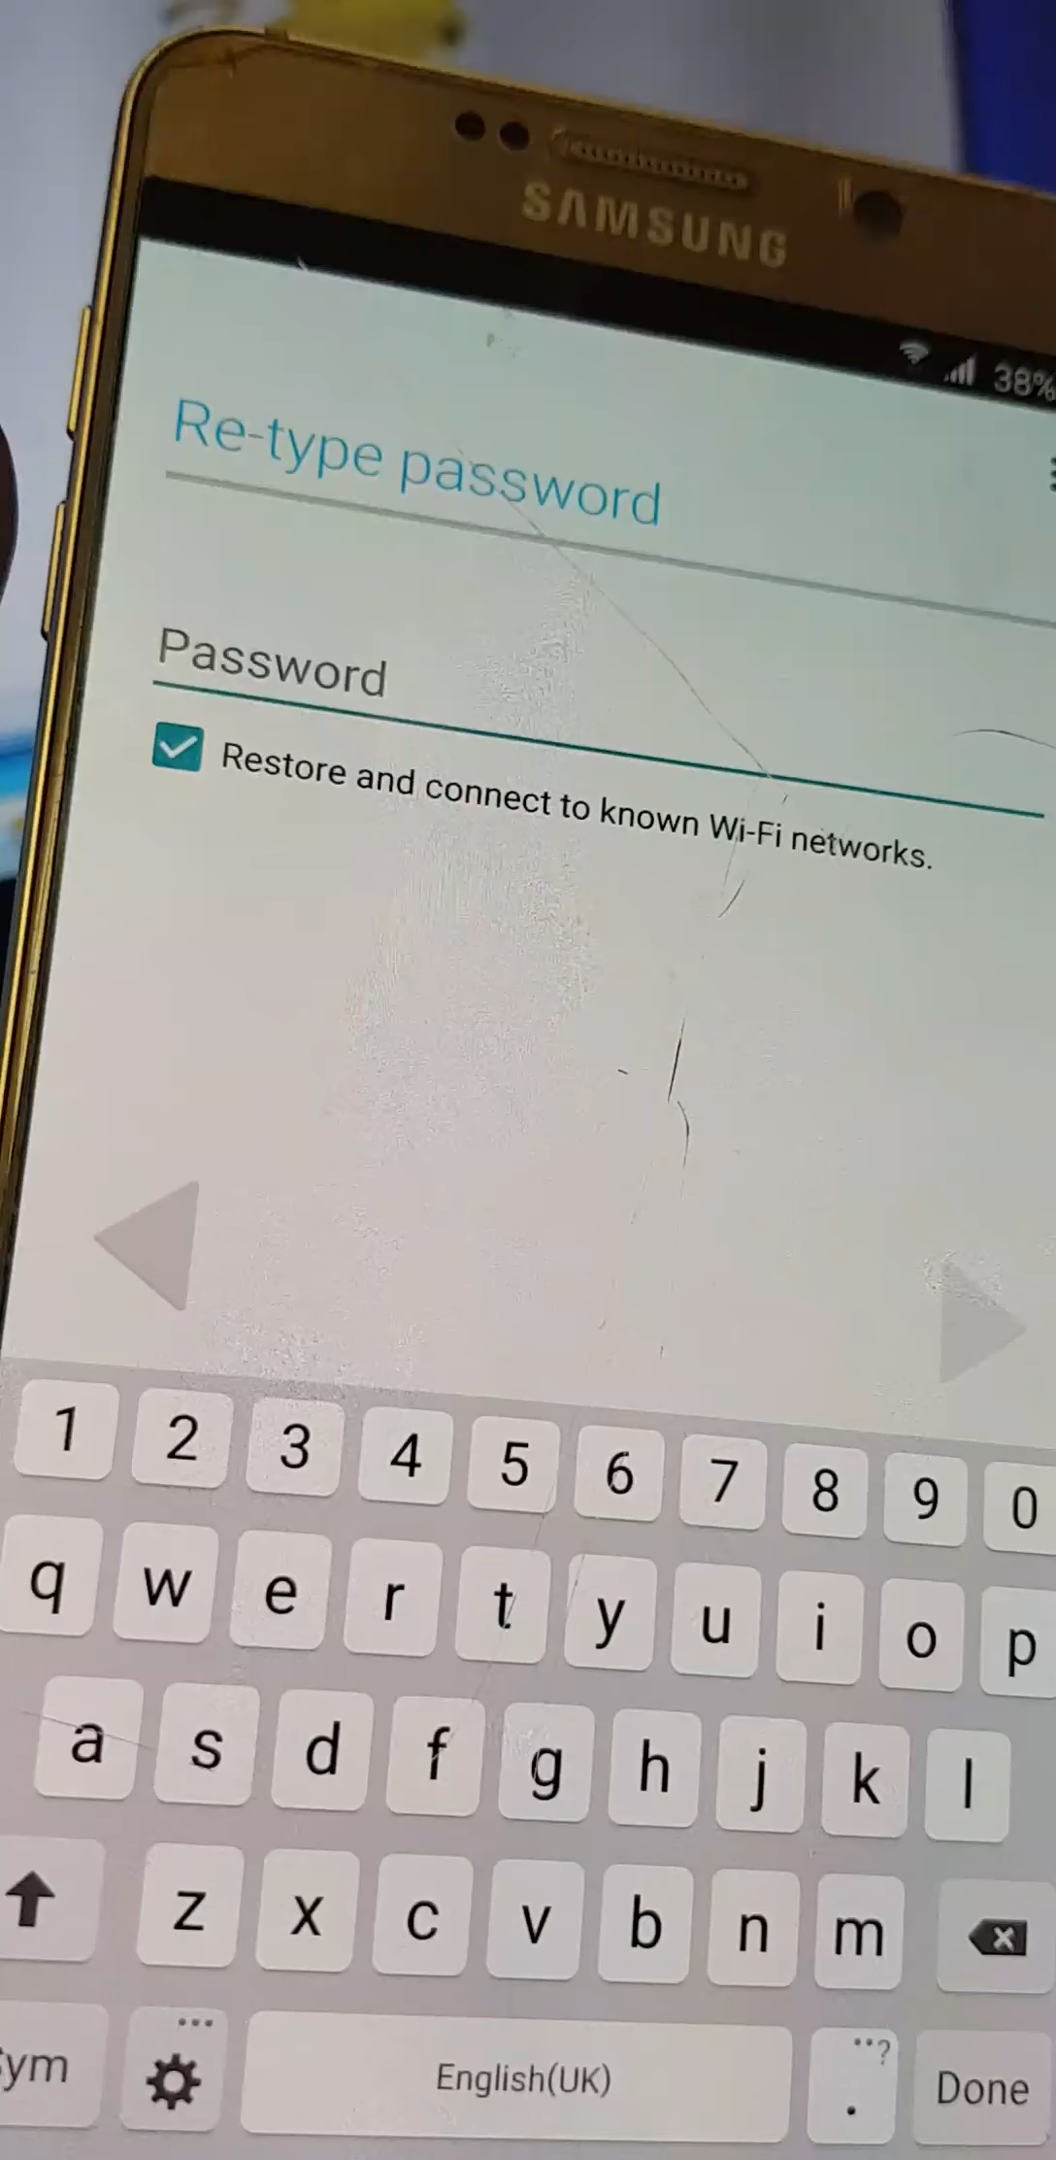 SAMSUNG
38%
Re-type password
Password
Restore and connect to known Wi-Fi networks.
1 2 3 4 5 6 7 8 9 0
q w e r t y u i o p
a s d f g h j k l
z x c v b n m
ym English(UK) . ? Done